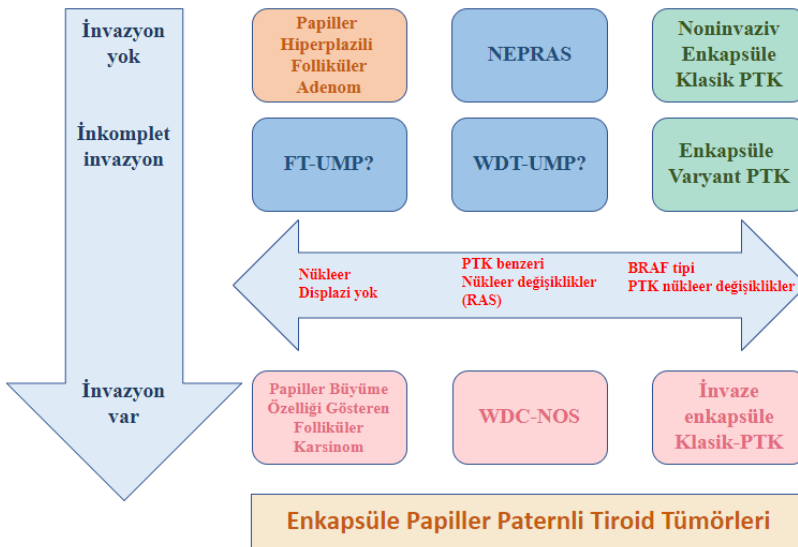 İnvazyon
yok
Papiller
Hiperplazili
Folliküler
Adenom
NEPRAS
Noninvaziv
Enkapsüle
Klasik PTK
İnkomplet
invazyon
FT-UMP?
WDT-UMP?
Enkapsüle
Varyant PTK
Nükleer
Displazi yok
PTK benzeri
Nükleer değişiklikler
(RAS)
BRAF tipi
PTK nükleer değişiklikler
İnvazyon
var
Papiller Büyüme
Özelliği Gösteren
Folliküler
Karsinom
WDC-NOS
İnvaze
enkapsüle
Klasik-PTK
Enkapsüle Papiller Paternli Tiroid Tümörleri